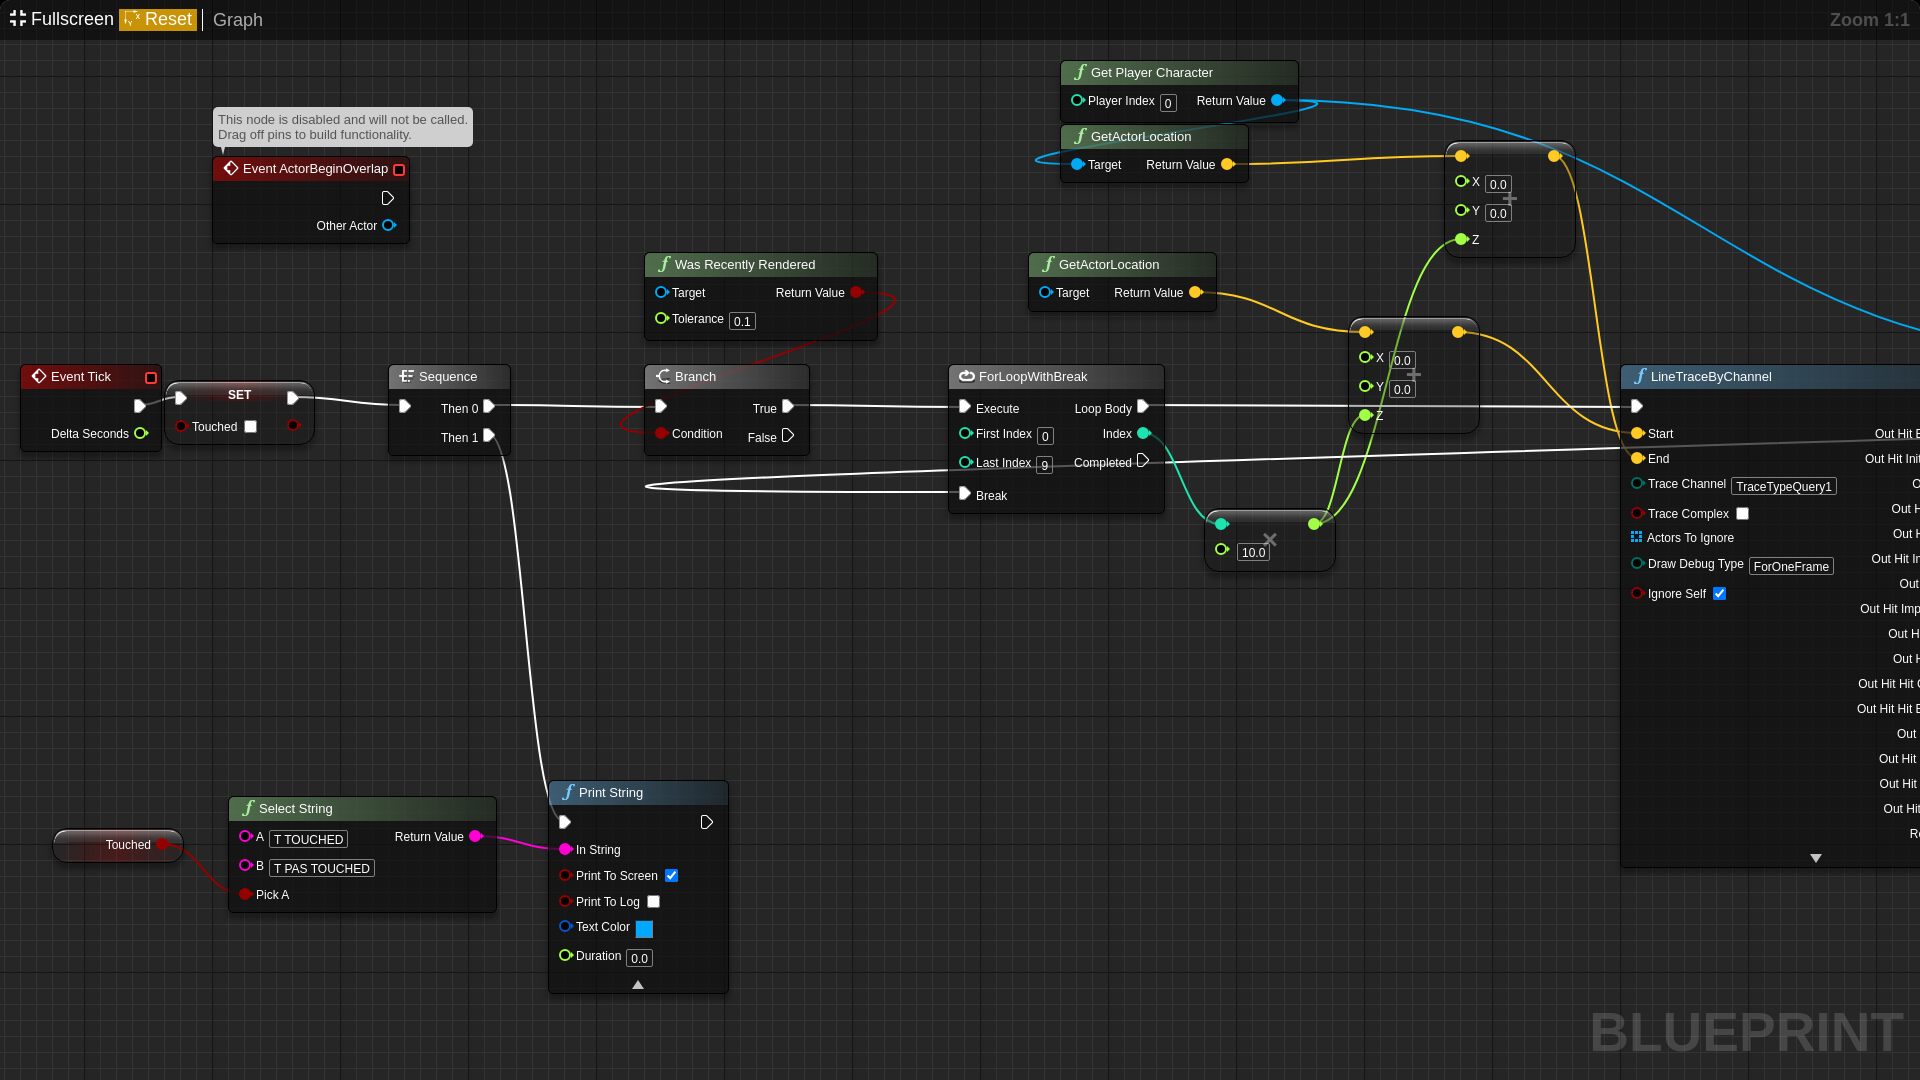 Fullscreen Reset Graph
Zoom 1:1
Get Player Character
Player Index 0 Return Value
GetActorLocation
Target Return Value
This node is disabled and will not be called.
Drag off pins to build functionality.
Event ActorBeginOverlap
Other Actor
X 0.0
Y 0.0
Z
Was Recently Rendered
Target Return Value
Tolerance 0.1
GetActorLocation
Target Return Value
X 0.0
Y 0.0
Z
Event Tick
Delta Seconds
SET
Touched
Sequence
Then 0
Then 1
Branch
True
Condition False
ForLoopWithBreak
Execute Loop Body
First Index 0 Index
Last Index 9 Completed
Break
10.0
LineTraceByChannel
Start Out Hit B
End Out Hit Init
Trace Channel TraceTypeQuery1 O
Out H
Trace Complex
Out H
Actors To Ignore
Out Hit In
Draw Debug Type ForOneFrame
Out
Ignore Self
Out Hit Imp
Out H
Out H
Out Hit Hit
Out Hit Hit B
Out
Out Hit
Out Hit
Out Hit
Re
Touched
Select String
A T TOUCHED Return Value
B T PAS TOUCHED
Pick A
Print String
In String
Print To Screen
Print To Log
Text Color
Duration 0.0
BLUEPRINT